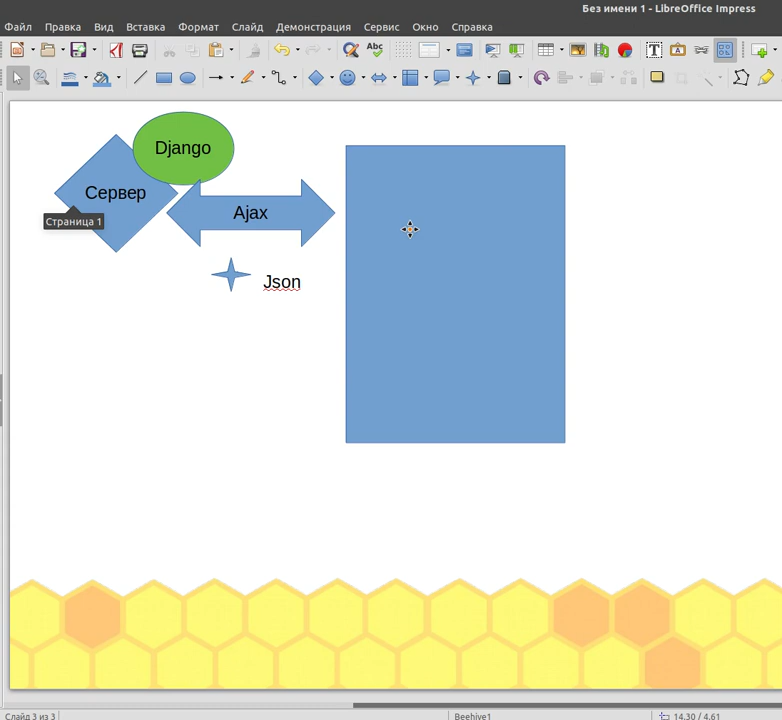 Без имени 1 - LibreOffice Impress
Файл Правка Вид Вставка Формат Слайд Демонстрация Сервис Окно Справка
Abc
T A
Django
Сервер
Ajax
Страница 1
Json
Слайд 3 из 3 Beehive1 14.30 / 4.61